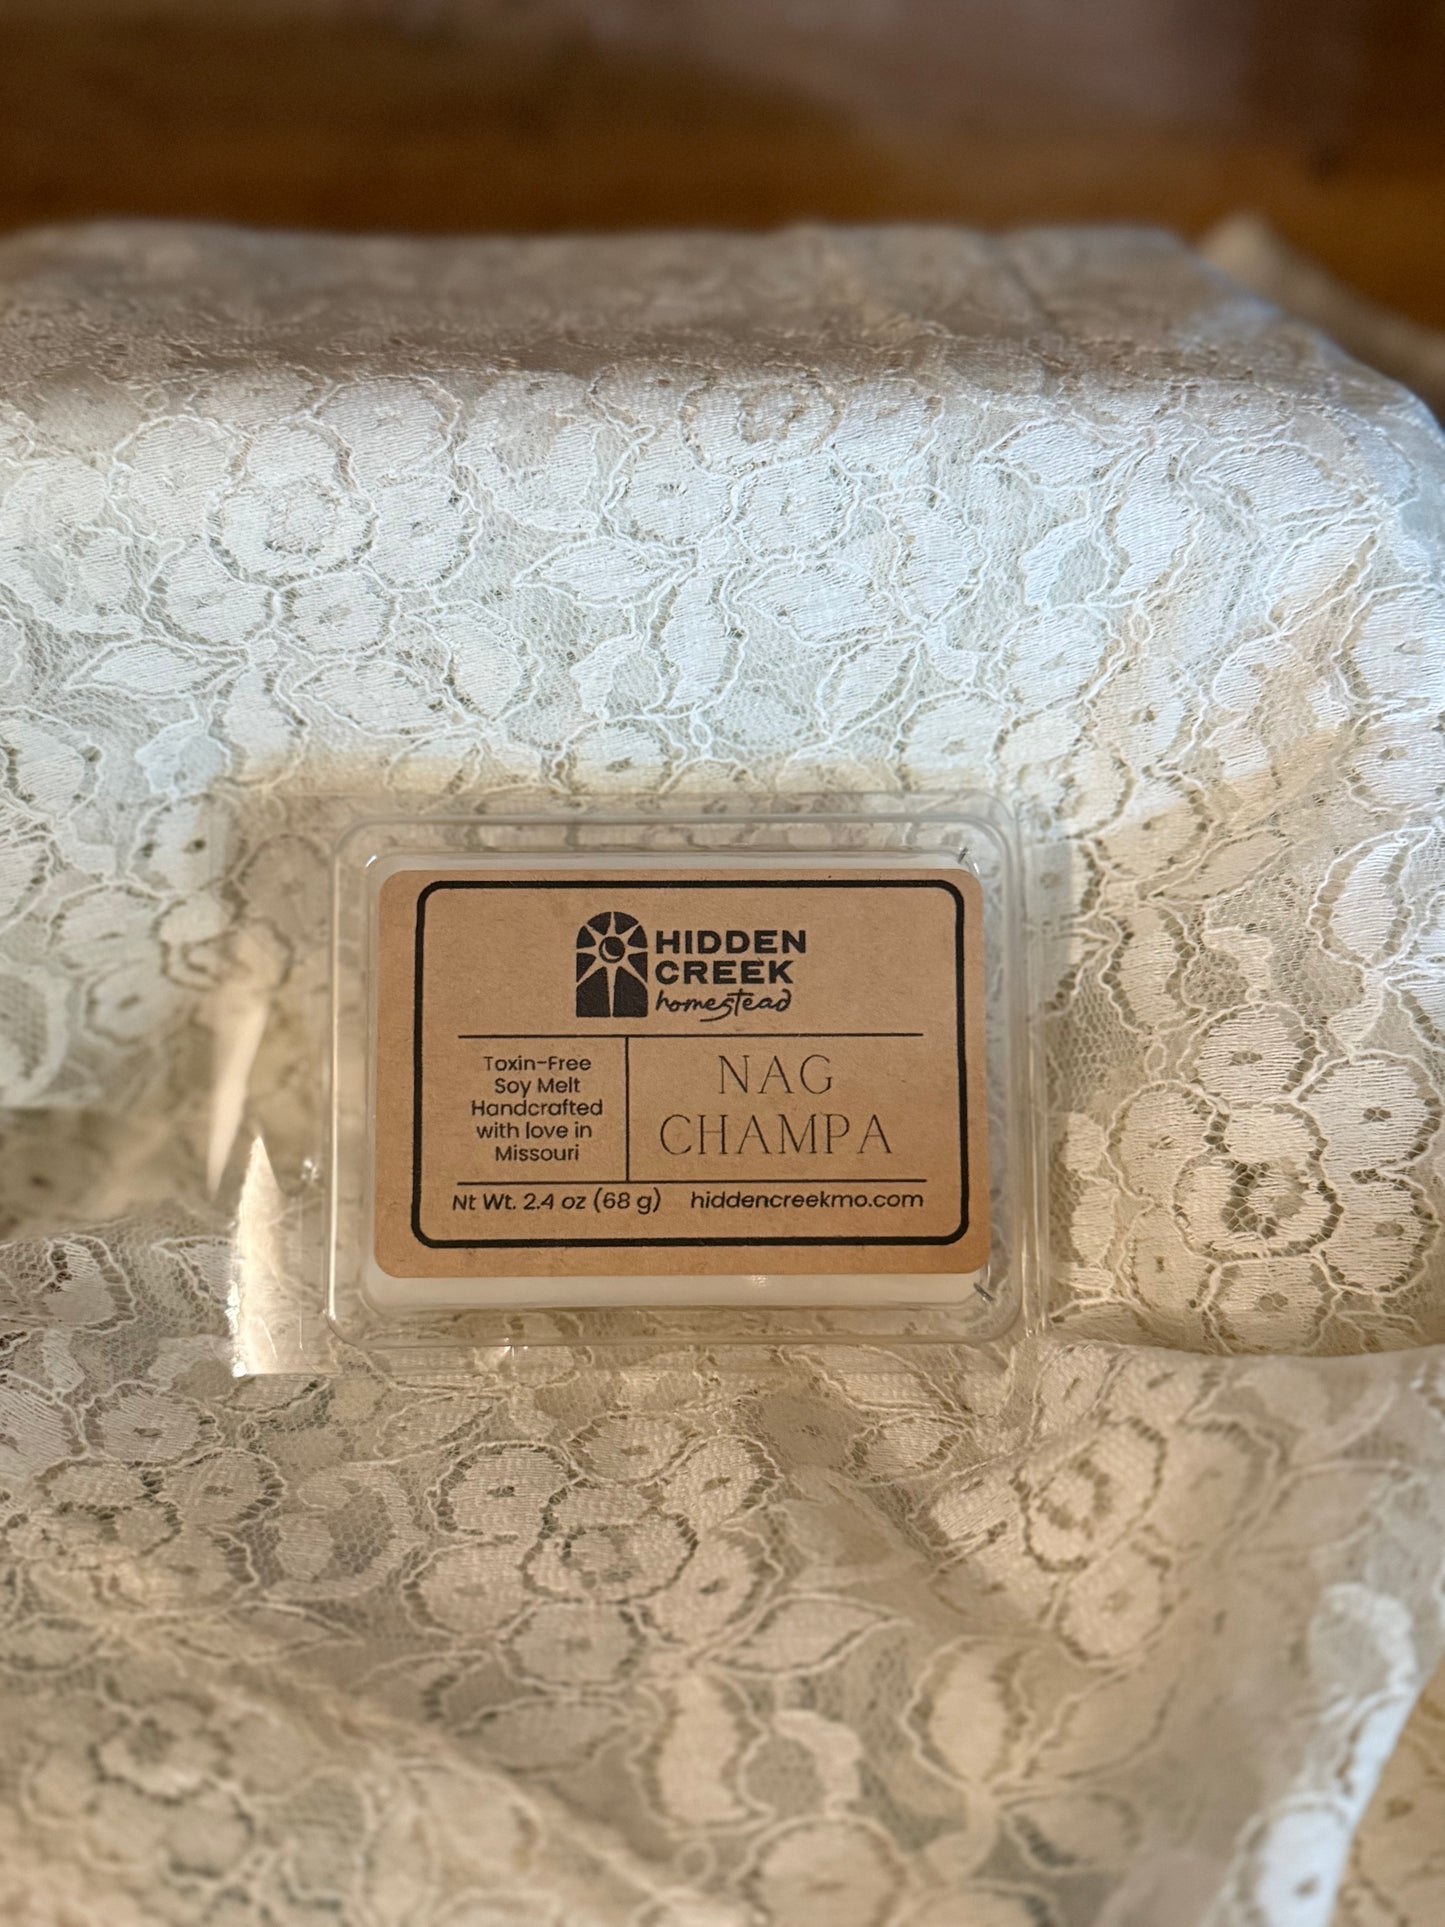 HIDDEN
CREEK
homestead
Toxin-Free
Soy Melt
Handcrafted
with love in
Missouri
NAG
CHAMPA
Nt Wt. 2.4 oz (68 g)
hiddencreekmo.com